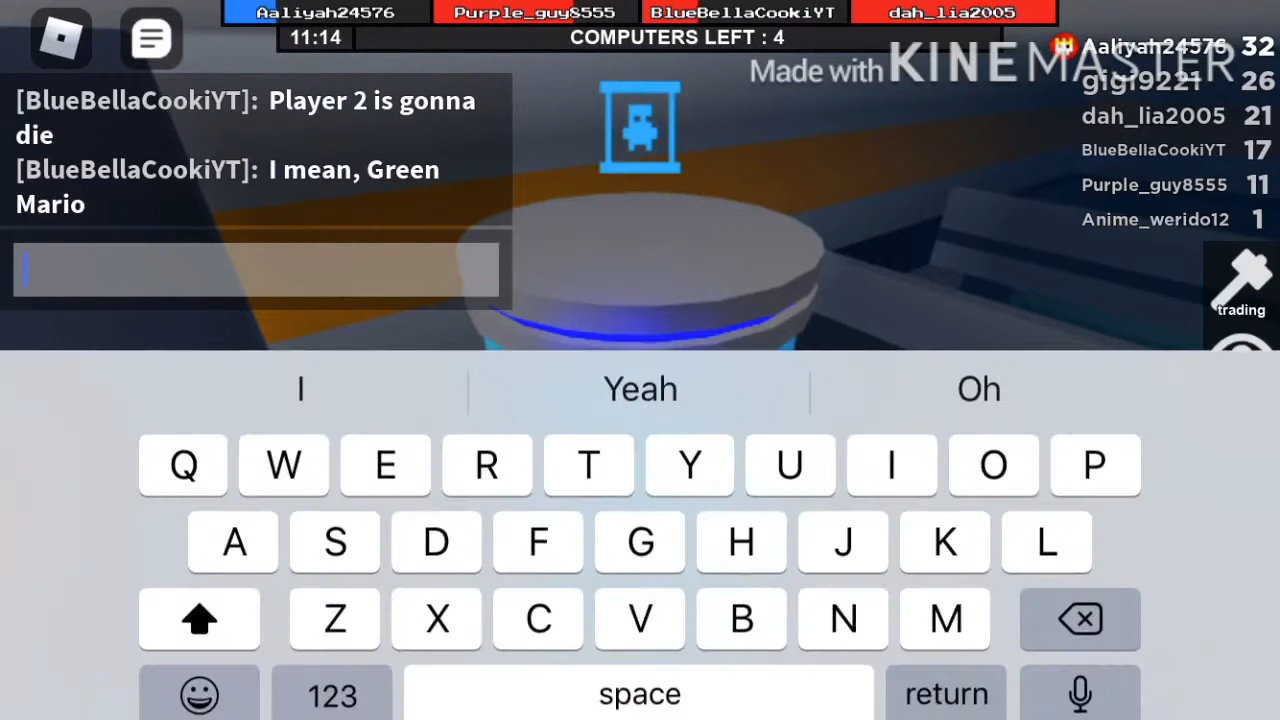 Aaliyah24576 Purple_guy8555 BlueBellaCookiYT dah_lia2005
11:14 COMPUTERS LEFT : 4
Made with KINEMASTER
Aaliyah24576 32
gigi9221 26
dah_lia2005 21
BlueBellaCookiYT 17
Purple_guy8555 11
Anime_werido12 1
trading
[BlueBellaCookiYT]: Player 2 is gonna
die
[BlueBellaCookiYT]: I mean, Green
Mario
I Yeah Oh
Q W E R T Y U I O P
A S D F G H J K L
Z X C V B N M
123 space return